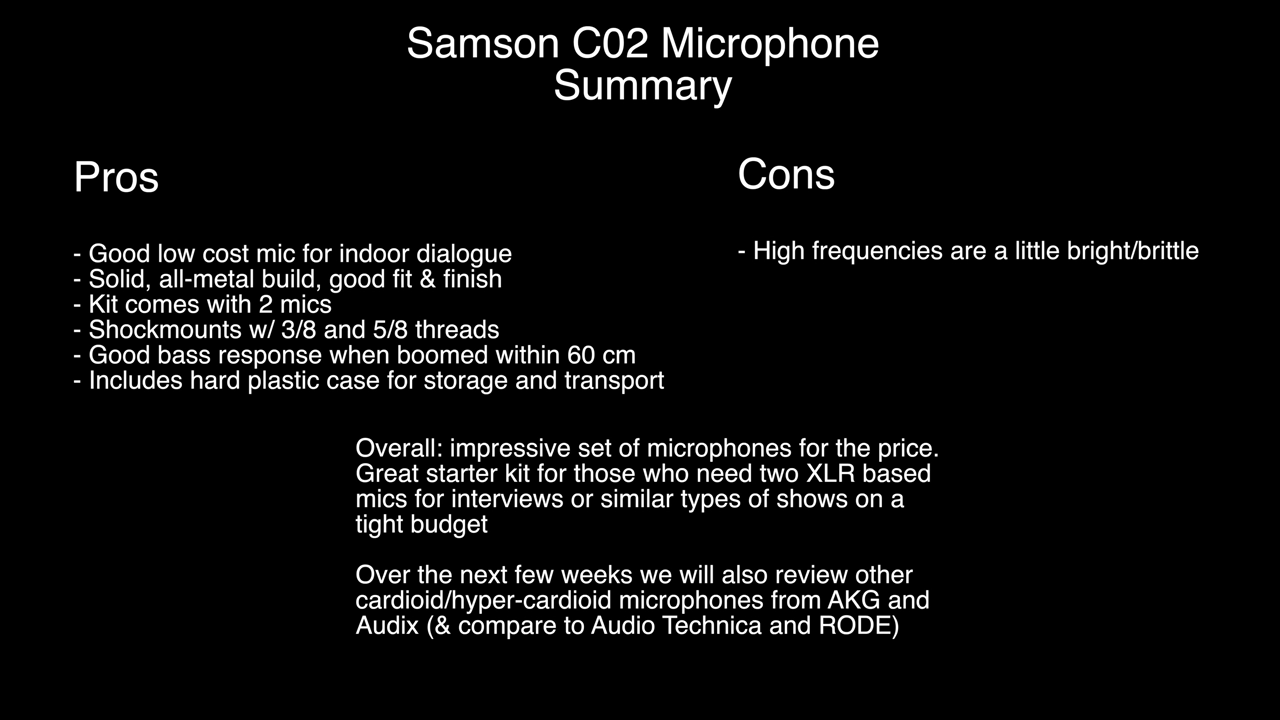 Samson C02 Microphone
Summary
Pros
- Good low cost mic for indoor dialogue
- Solid, all-metal build, good fit & finish
- Kit comes with 2 mics
- Shockmounts w/ 3/8 and 5/8 threads
- Good bass response when boomed within 60 cm
- Includes hard plastic case for storage and transport
Cons
- High frequencies are a little bright/brittle
Overall: impressive set of microphones for the price.
Great starter kit for those who need two XLR based
mics for interviews or similar types of shows on a
tight budget
Over the next few weeks we will also review other
cardioid/hyper-cardioid microphones from AKG and
Audix (& compare to Audio Technica and RODE)